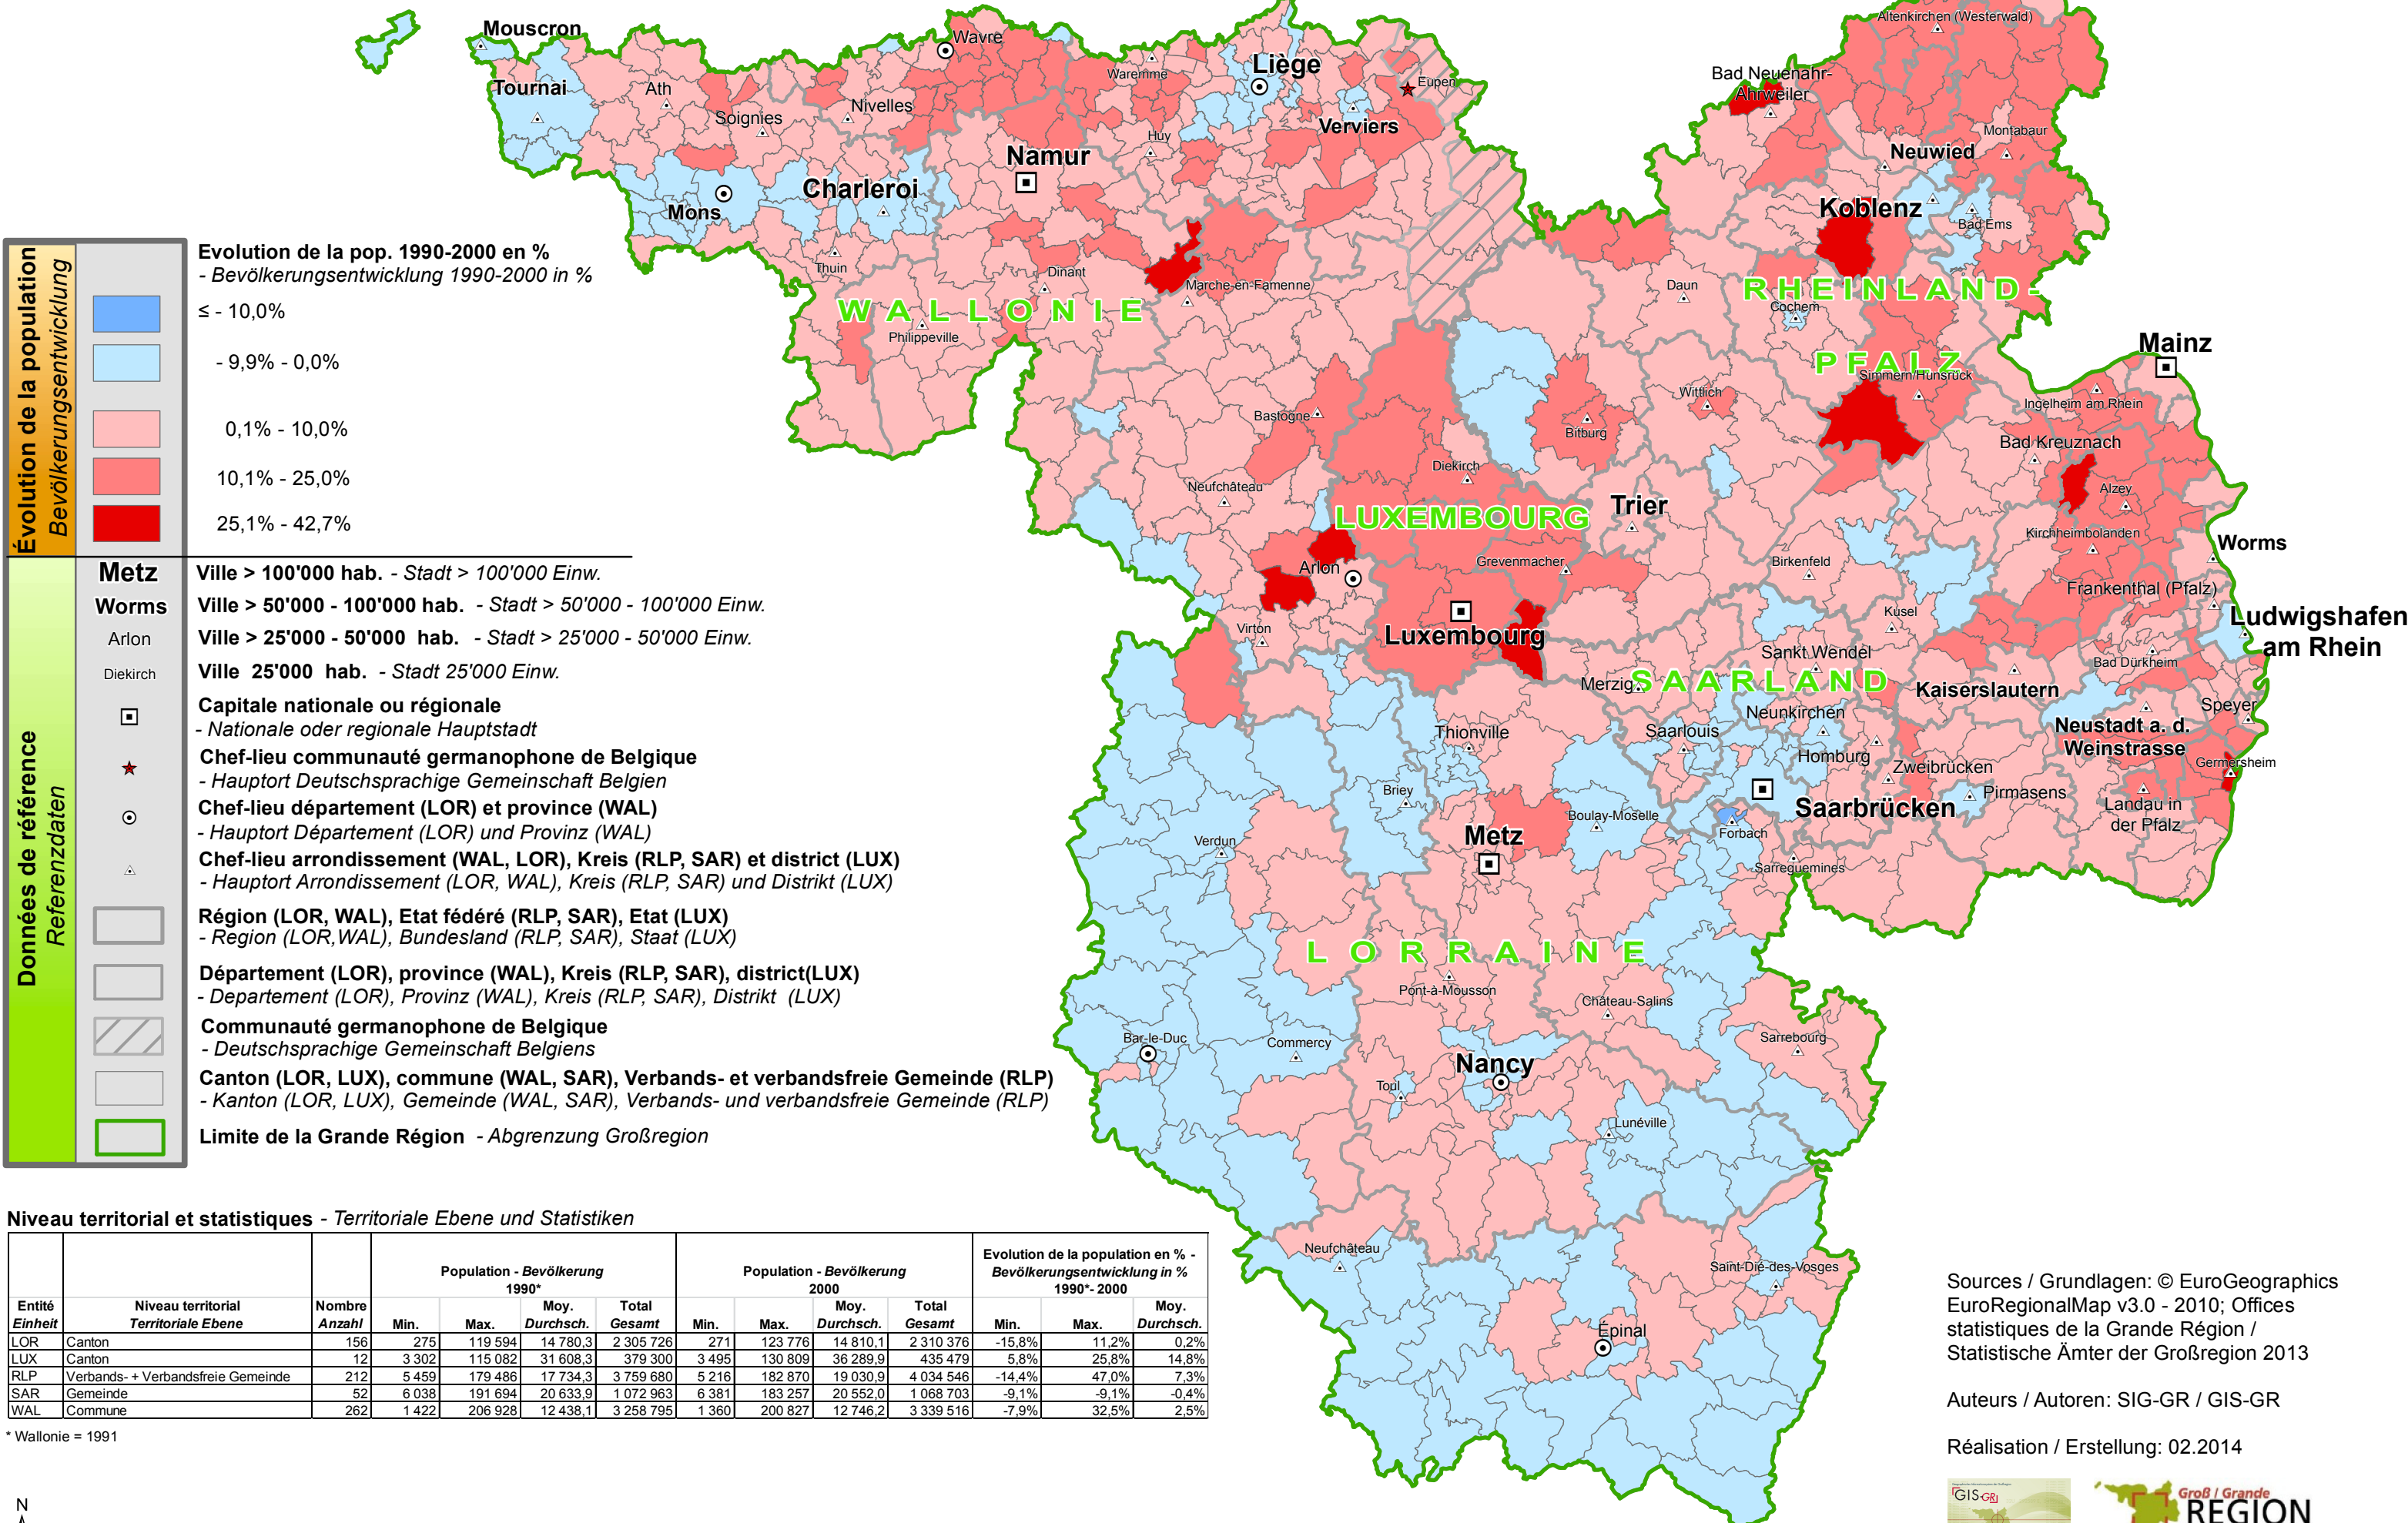 Évolution de la population
Bevölkerungsentwicklung
Evolution de la pop. 1990-2000 en %
- Bevölkerungsentwicklung 1990-2000 in %
≤ - 10,0%
- 9,9% - 0,0%
0,1% - 10,0%
10,1% - 25,0%
25,1% - 42,7%
Données de référence
Referenzdaten
Metz Ville > 100'000 hab. - Stadt > 100'000 Einw.
Worms Ville > 50'000 - 100'000 hab. - Stadt > 50'000 - 100'000 Einw.
Arlon Ville > 25'000 - 50'000 hab. - Stadt > 25'000 - 50'000 Einw.
Diekirch Ville 25'000 hab. - Stadt 25'000 Einw.
Capitale nationale ou régionale
- Nationale oder regionale Hauptstadt
Chef-lieu communauté germanophone de Belgique
- Hauptort Deutschsprachige Gemeinschaft Belgien
Chef-lieu département (LOR) et province (WAL)
- Hauptort Département (LOR) und Provinz (WAL)
Chef-lieu arrondissement (WAL, LOR), Kreis (RLP, SAR) et district (LUX)
- Hauptort Arrondissement (LOR, WAL), Kreis (RLP, SAR) und Distrikt (LUX)
Région (LOR, WAL), Etat fédéré (RLP, SAR), Etat (LUX)
- Region (LOR,WAL), Bundesland (RLP, SAR), Staat (LUX)
Département (LOR), province (WAL), Kreis (RLP, SAR), district(LUX)
- Departement (LOR), Provinz (WAL), Kreis (RLP, SAR), Distrikt (LUX)
Communauté germanophone de Belgique
- Deutschsprachige Gemeinschaft Belgiens
Canton (LOR, LUX), commune (WAL, SAR), Verbands- et verbandsfreie Gemeinde (RLP)
- Kanton (LOR, LUX), Gemeinde (WAL, SAR), Verbands- und verbandsfreie Gemeinde (RLP)
Limite de la Grande Région - Abgrenzung Großregion
Mouscron
Tournai
Ath
Soignies
Nivelles
Wavre
Waremme
Liège
Eupen
Verviers
Huy
Namur
Charleroi
Mons
Thuin
Dinant
Marche-en-Famenne
WALLONIE
Philippeville
Bastogne
Neufchâteau
Arlon
Virton
Altenkirchen (Westerwald)
Bad Neuenahr-
Ahrweiler
Montabaur
Neuwied
Koblenz
Bad Ems
Daun
RHEINLAND-
Cochem
PFALZ
Simmern/Hunsrück
Mainz
Wittlich
Bitburg
Ingelheim am Rhein
Bad Kreuznach
Diekirch
Alzey
Trier
LUXEMBOURG
Kirchheimbolanden
Worms
Grevenmacher
Birkenfeld
Frankenthal (Pfalz)
Luxembourg
Kusel
Ludwigshafen
am Rhein
Sankt Wendel
Bad Dürkheim
Merzig
SAARLAND
Kaiserslautern
Speyer
Neunkirchen
Neustadt a. d.
Weinstrasse
Thionville
Saarlouis
Homburg
Zweibrücken
Germersheim
Briey
Pirmasens
Saarbrücken
Landau in
der Pfalz
Boulay-Moselle
Forbach
Metz
Verdun
Sarreguemines
LORRAINE
Pont-à-Mousson
Château-Salins
Bar-le-Duc
Commercy
Sarrebourg
Nancy
Toul
Lunéville
Neufchâteau
Saint-Dié-des-Vosges
Épinal
Niveau territorial et statistiques - Territoriale Ebene und Statistiken
Population - Bevölkerung
1990*
Population - Bevölkerung
2000
Evolution de la population en % -
Bevölkerungsentwicklung in %
1990*- 2000
Entité Niveau territorial Nombre Moy. Total Moy. Total Moy.
Einheit Territoriale Ebene Anzahl Min. Max. Durchsch. Gesamt Min. Max. Durchsch. Gesamt Min. Max. Durchsch.
LOR Canton 156 275 119 594 14 780,3 2 305 726 271 123 776 14 810,1 2 310 376 -15,8% 11,2% 0,2%
LUX Canton 12 3 302 115 082 31 608,3 379 300 3 495 130 809 36 289,9 435 479 5,8% 25,8% 14,8%
RLP Verbands- + Verbandsfreie Gemeinde 212 5 459 179 486 17 734,3 3 759 680 5 216 182 870 19 030,9 4 034 546 -14,4% 47,0% 7,3%
SAR Gemeinde 52 6 038 191 694 20 633,9 1 072 963 6 381 183 257 20 552,0 1 068 703 -9,1% -9,1% -0,4%
WAL Commune 262 1 422 206 928 12 438,1 3 258 795 1 360 200 827 12 746,2 3 339 516 -7,9% 32,5% 2,5%
* Wallonie = 1991
N
Sources / Grundlagen: © EuroGeographics
EuroRegionalMap v3.0 - 2010; Offices
statistiques de la Grande Région /
Statistische Ämter der Großregion 2013
Auteurs / Autoren: SIG-GR / GIS-GR
Réalisation / Erstellung: 02.2014
GIS-GR
Groß / Grande
REGION